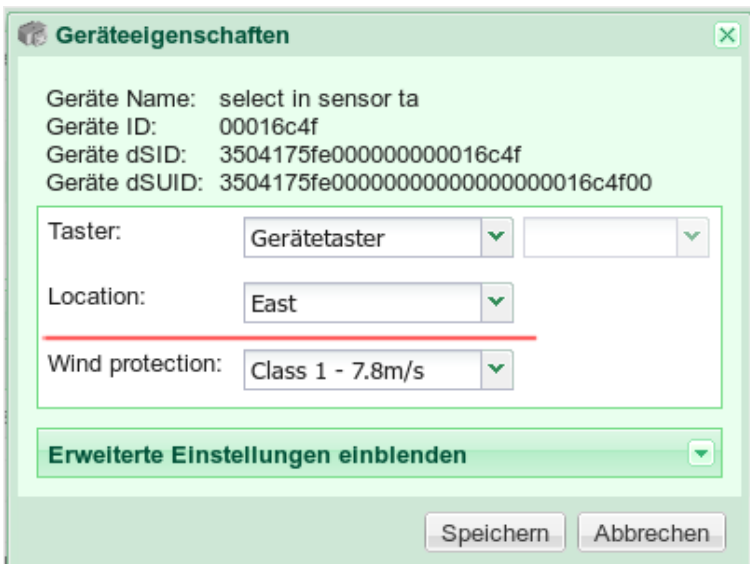 Geräteeigenschaften
Geräte Name: select in sensor ta
Geräte ID: 00016c4f
Geräte dSID: 3504175fe000000000016c4f
Geräte dSUID: 3504175fe00000000000000000016c4f00
Taster: Gerätetaster
Location: East
Wind protection: Class 1 - 7.8m/s
Erweiterte Einstellungen einblenden
Speichern Abbrechen